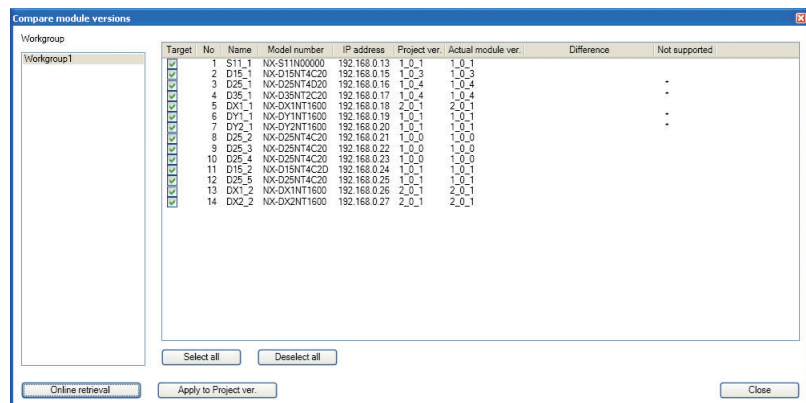 Compare module versions
Workgroup
Workgroup1
Target No Name Model number IP address Project ver. Actual module ver. Difference Not supported
1 S11_1 NX-S11N00000 192.168.0.13 1_0_1 1_0_1
2 D15_1 NX-D15NT4C20 192.168.0.15 1_0_3 1_0_3
3 D25_1 NX-D25NT4D20 192.168.0.16 1_0_4 1_0_4 *
4 D35_1 NX-D35NT2C20 192.168.0.17 1_0_4 1_0_4 *
5 DX1_1 NX-DX1NT1600 192.168.0.18 2_0_1 2_0_1
6 DY1_1 NX-DY1NT1600 192.168.0.19 1_0_1 1_0_1 *
7 DY2_1 NX-DY2NT1600 192.168.0.20 1_0_1 1_0_1 *
8 D25_2 NX-D25NT4C20 192.168.0.21 1_0_0 1_0_0
9 D25_3 NX-D25NT4C20 192.168.0.22 1_0_0 1_0_0
10 D25_4 NX-D25NT4C20 192.168.0.23 1_0_0 1_0_0
11 D15_2 NX-D15NT4C2D 192.168.0.24 1_0_1 1_0_1
12 D25_5 NX-D25NT4C20 192.168.0.25 1_0_1 1_0_1
13 DX1_2 NX-DX1NT1600 192.168.0.26 2_0_1 2_0_1
14 DX2_2 NX-DX2NT1600 192.168.0.27 2_0_1 2_0_1
Select all Deselect all
Online retrieval Apply to Project ver. Close